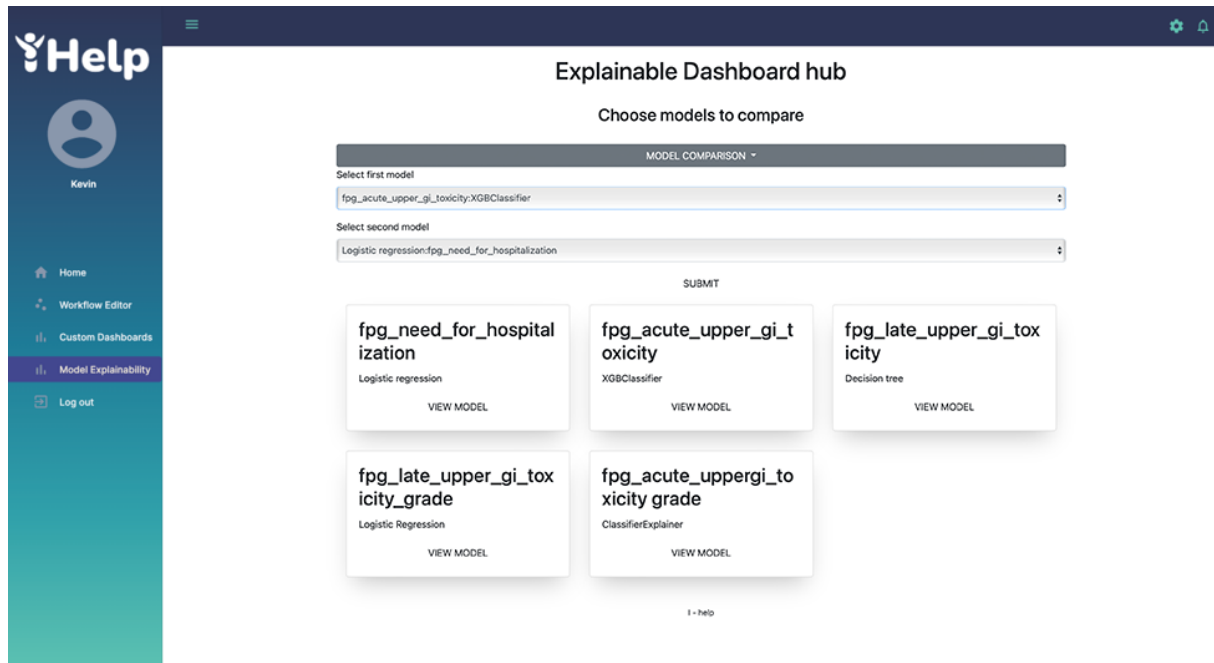 iHelp
Kevin
Home
Workflow Editor
Custom Dashboards
Model Explainability
Log out
Explainable Dashboard hub
Choose models to compare
MODEL COMPARISON
Select first model
fpg_acute_upper_gi_toxicity:XGBClassifier
Select second model
Logistic regression:fpg_need_for_hospitalization
SUBMIT
fpg_need_for_hospital
ization
Logistic regression
VIEW MODEL
fpg_acute_upper_gi_t
oxicity
XGBClassifier
VIEW MODEL
fpg_late_upper_gi_tox
icity
Decision tree
VIEW MODEL
fpg_late_upper_gi_tox
icity_grade
Logistic Regression
VIEW MODEL
fpg_acute_uppergi_to
xicity grade
ClassifierExplainer
VIEW MODEL
I - help